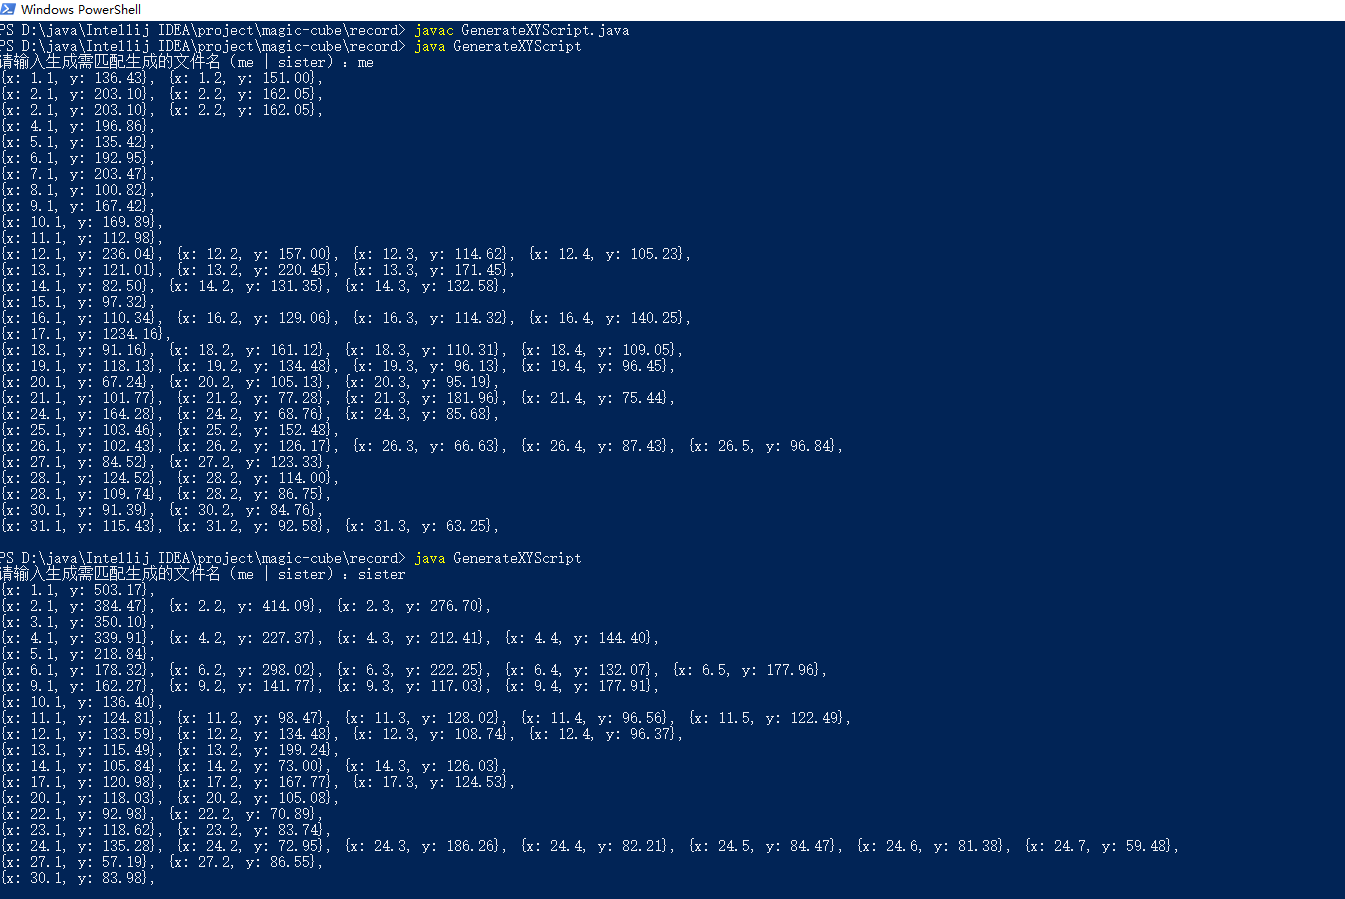 Windows PowerShell
PS D:\java\Intellij IDEA\project\magic-cube\record> javac GenerateXYScript.java
PS D:\java\Intellij IDEA\project\magic-cube\record> java GenerateXYScript
请输入生成需匹配生成的文件名（me | sister）：me
{x: 1.1, y: 136.43}, {x: 1.2, y: 151.00},
{x: 2.1, y: 203.10}, {x: 2.2, y: 162.05},
{x: 2.1, y: 203.10}, {x: 2.2, y: 162.05},
{x: 4.1, y: 196.86},
{x: 5.1, y: 135.42},
{x: 6.1, y: 192.95},
{x: 7.1, y: 203.47},
{x: 8.1, y: 100.82},
{x: 9.1, y: 167.42},
{x: 10.1, y: 169.89},
{x: 11.1, y: 112.98},
{x: 12.1, y: 236.04}, {x: 12.2, y: 157.00}, {x: 12.3, y: 114.62}, {x: 12.4, y: 105.23},
{x: 13.1, y: 121.01}, {x: 13.2, y: 220.45}, {x: 13.3, y: 171.45},
{x: 14.1, y: 82.50}, {x: 14.2, y: 131.35}, {x: 14.3, y: 132.58},
{x: 15.1, y: 97.32},
{x: 16.1, y: 110.34}, {x: 16.2, y: 129.06}, {x: 16.3, y: 114.32}, {x: 16.4, y: 140.25},
{x: 17.1, y: 1234.16},
{x: 18.1, y: 91.16}, {x: 18.2, y: 161.12}, {x: 18.3, y: 110.31}, {x: 18.4, y: 109.05},
{x: 19.1, y: 118.13}, {x: 19.2, y: 134.48}, {x: 19.3, y: 96.13}, {x: 19.4, y: 96.45},
{x: 20.1, y: 67.24}, {x: 20.2, y: 105.13}, {x: 20.3, y: 95.19},
{x: 21.1, y: 101.77}, {x: 21.2, y: 77.28}, {x: 21.3, y: 181.96}, {x: 21.4, y: 75.44},
{x: 24.1, y: 164.28}, {x: 24.2, y: 68.76}, {x: 24.3, y: 85.68},
{x: 25.1, y: 103.46}, {x: 25.2, y: 152.48},
{x: 26.1, y: 102.43}, {x: 26.2, y: 126.17}, {x: 26.3, y: 66.63}, {x: 26.4, y: 87.43}, {x: 26.5, y: 96.84},
{x: 27.1, y: 84.52}, {x: 27.2, y: 123.33},
{x: 28.1, y: 124.52}, {x: 28.2, y: 114.00},
{x: 28.1, y: 109.74}, {x: 28.2, y: 86.75},
{x: 30.1, y: 91.39}, {x: 30.2, y: 84.76},
{x: 31.1, y: 115.43}, {x: 31.2, y: 92.58}, {x: 31.3, y: 63.25},
PS D:\java\Intellij IDEA\project\magic-cube\record> java GenerateXYScript
请输入生成需匹配生成的文件名（me | sister）：sister
{x: 1.1, y: 503.17},
{x: 2.1, y: 384.47}, {x: 2.2, y: 414.09}, {x: 2.3, y: 276.70},
{x: 3.1, y: 350.10},
{x: 4.1, y: 339.91}, {x: 4.2, y: 227.37}, {x: 4.3, y: 212.41}, {x: 4.4, y: 144.40},
{x: 5.1, y: 218.84},
{x: 6.1, y: 178.32}, {x: 6.2, y: 298.02}, {x: 6.3, y: 222.25}, {x: 6.4, y: 132.07}, {x: 6.5, y: 177.96},
{x: 9.1, y: 162.27}, {x: 9.2, y: 141.77}, {x: 9.3, y: 117.03}, {x: 9.4, y: 177.91},
{x: 10.1, y: 136.40},
{x: 11.1, y: 124.81}, {x: 11.2, y: 98.47}, {x: 11.3, y: 128.02}, {x: 11.4, y: 96.56}, {x: 11.5, y: 122.49},
{x: 12.1, y: 133.59}, {x: 12.2, y: 134.48}, {x: 12.3, y: 108.74}, {x: 12.4, y: 96.37},
{x: 13.1, y: 115.49}, {x: 13.2, y: 199.24},
{x: 14.1, y: 105.84}, {x: 14.2, y: 73.00}, {x: 14.3, y: 126.03},
{x: 17.1, y: 120.98}, {x: 17.2, y: 167.77}, {x: 17.3, y: 124.53},
{x: 20.1, y: 118.03}, {x: 20.2, y: 105.08},
{x: 22.1, y: 92.98}, {x: 22.2, y: 70.89},
{x: 23.1, y: 118.62}, {x: 23.2, y: 83.74},
{x: 24.1, y: 135.28}, {x: 24.2, y: 72.95}, {x: 24.3, y: 186.26}, {x: 24.4, y: 82.21}, {x: 24.5, y: 84.47}, {x: 24.6, y: 81.38}, {x: 24.7, y: 59.48},
{x: 27.1, y: 57.19}, {x: 27.2, y: 86.55},
{x: 30.1, y: 83.98},